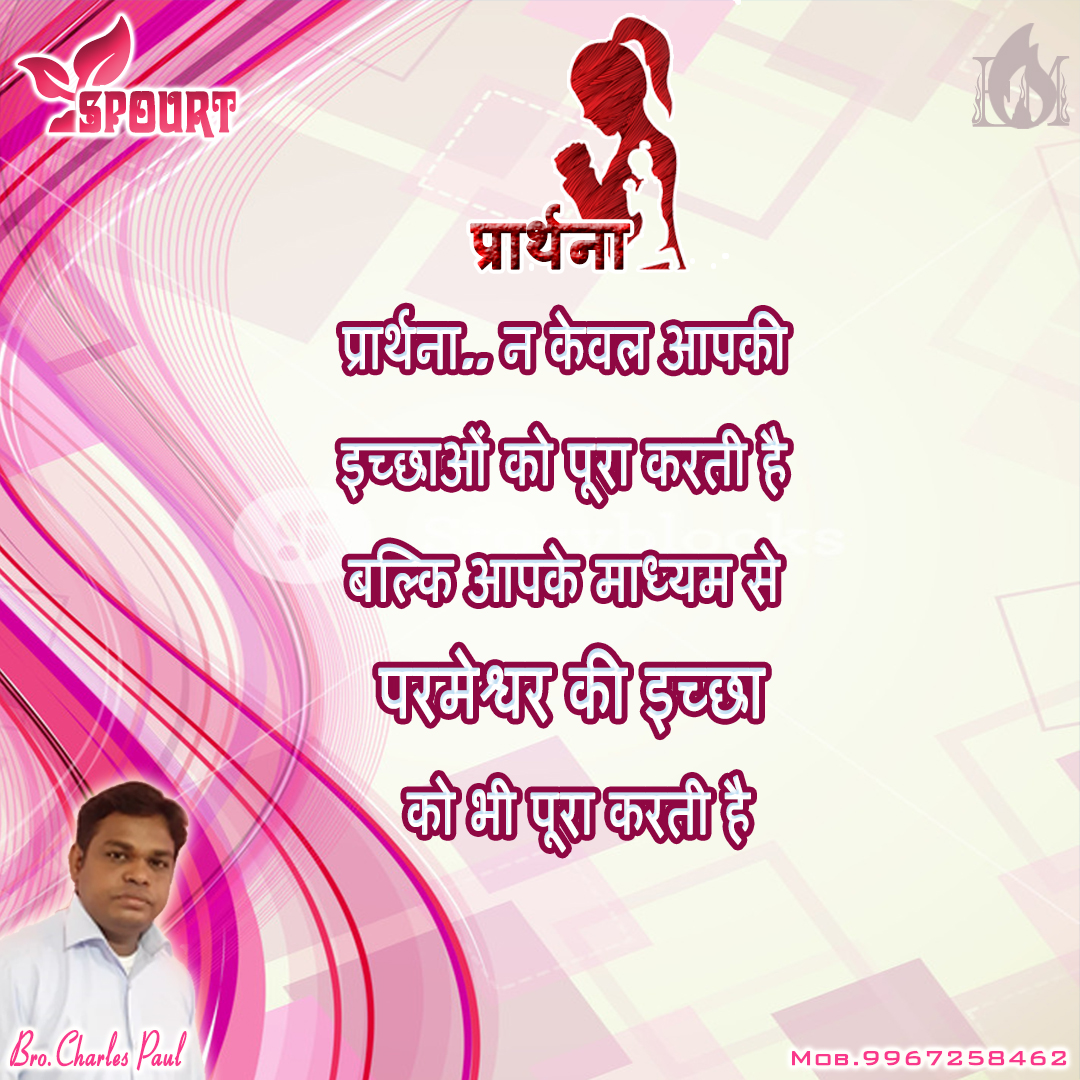 SPOURT
प्रार्थना
प्रार्थना.. न केवल आपकी
इच्छाओं को पूरा करती है
बल्कि आपके माध्यम से
परमेश्वर की इच्छा
को भी पूरा करती है
Bro.Charles Paul
Mob.9967258462